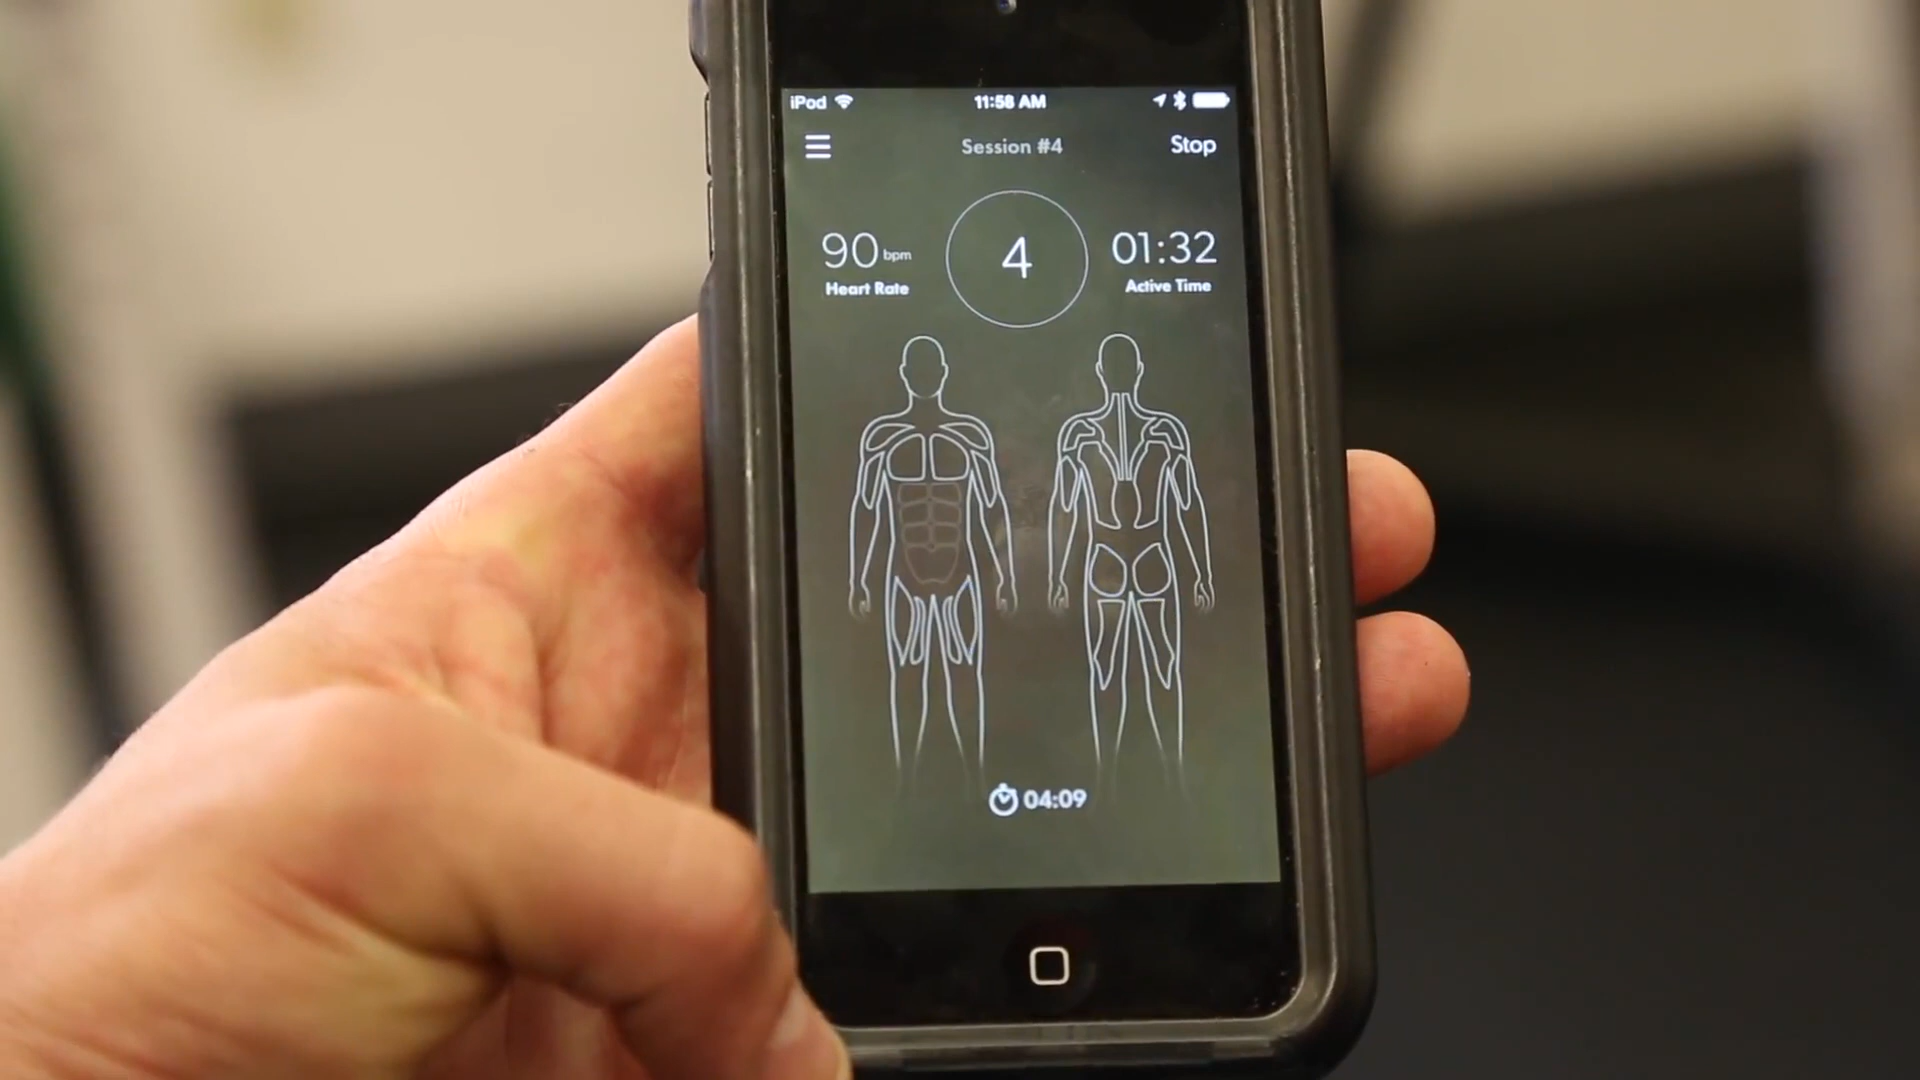 iPod 11:58 AM
Session #4 Stop
90 bpm 4 01:32
Heart Rate Active Time
04:09